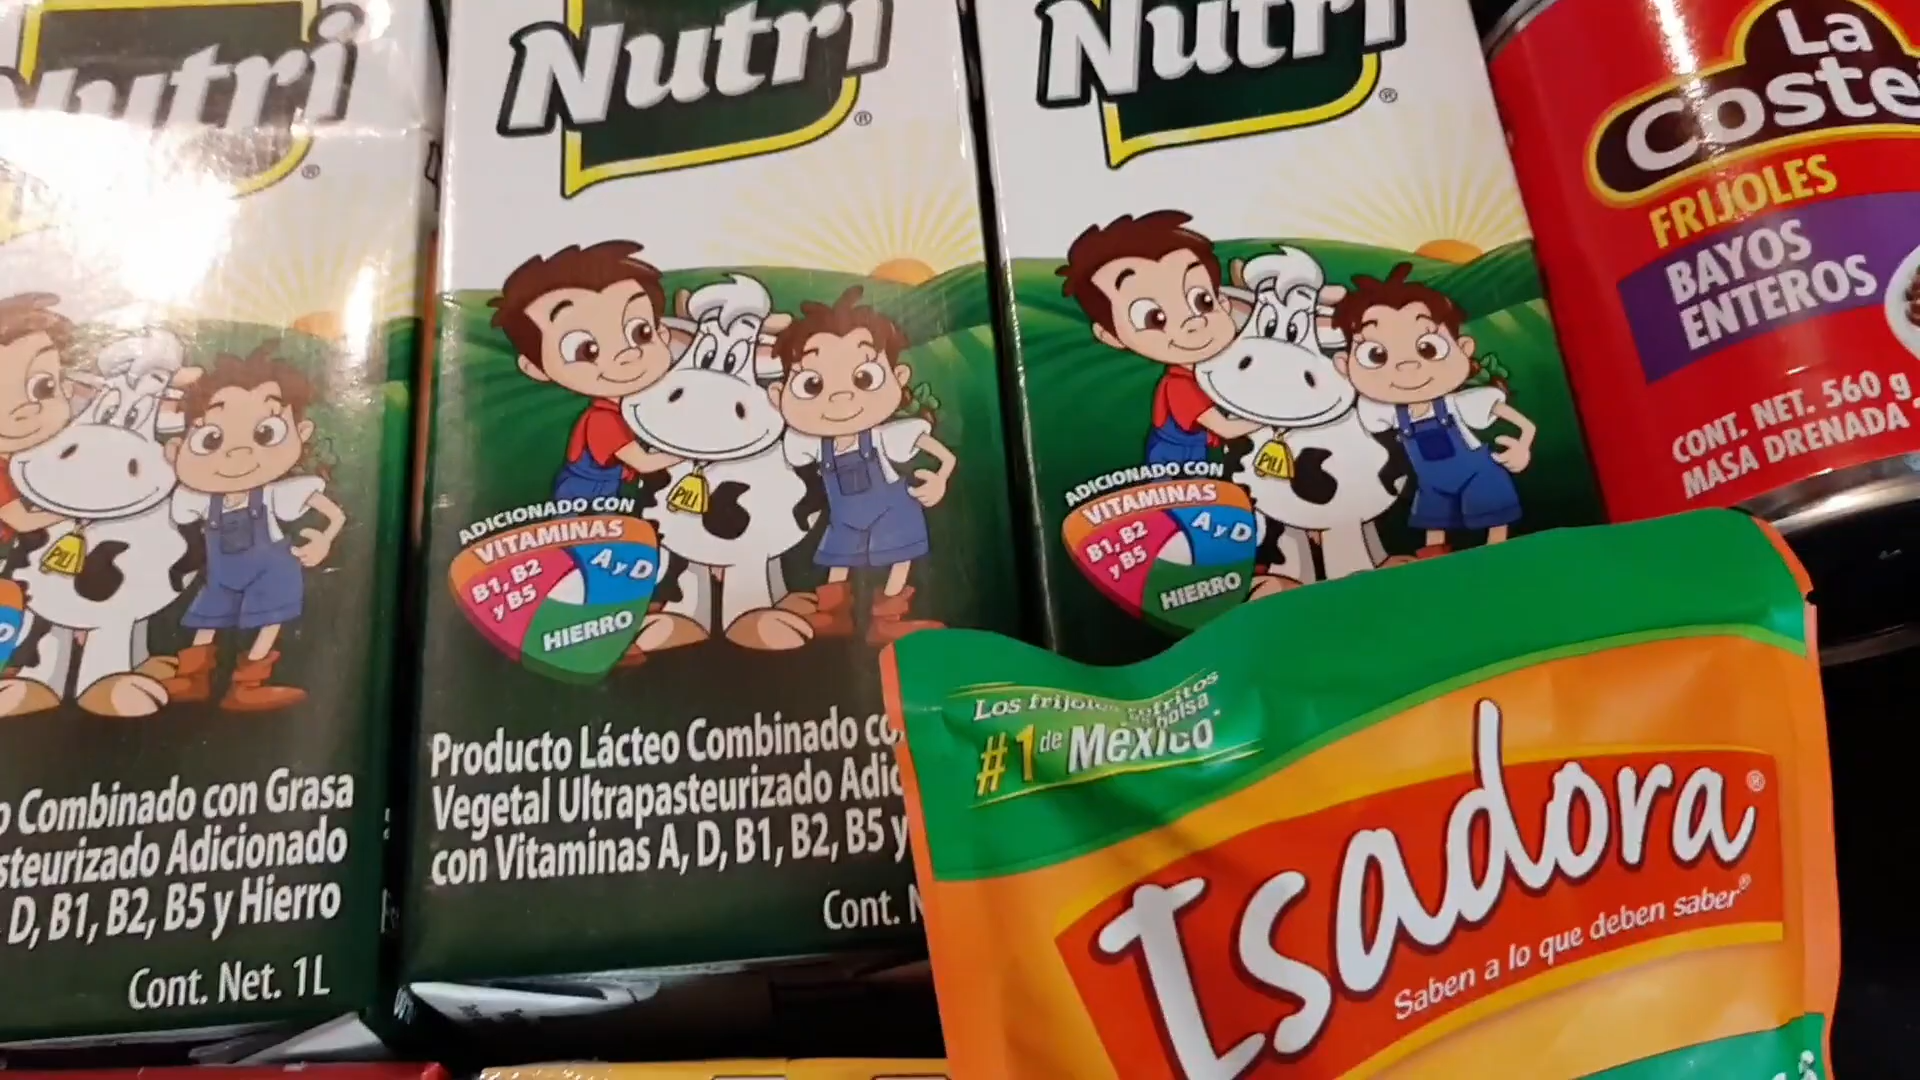 Nutri
®
PILI
D
o Combinado con Grasa
steurizado Adicionado
D, B1, B2, B5 y Hierro
Cont. Net. 1L
Nutri
®
PILI
ADICIONADO CON
VITAMINAS
B1, B2
y B5
A y D
HIERRO
Producto Lácteo Combinado co
Vegetal Ultrapasteurizado Adic
con Vitaminas A, D, B1, B2, B5 y
Cont. N
Nutri
®
PILI
ADICIONADO CON
VITAMINAS
B1, B2
y B5
A y D
HIERRO
La
Coste
FRIJOLES
BAYOS
ENTEROS
CONT. NET. 560 g
MASA DRENADA
Los frijoles refritos
bolsa
#1 de México
Isadora®
Saben a lo que deben saber®